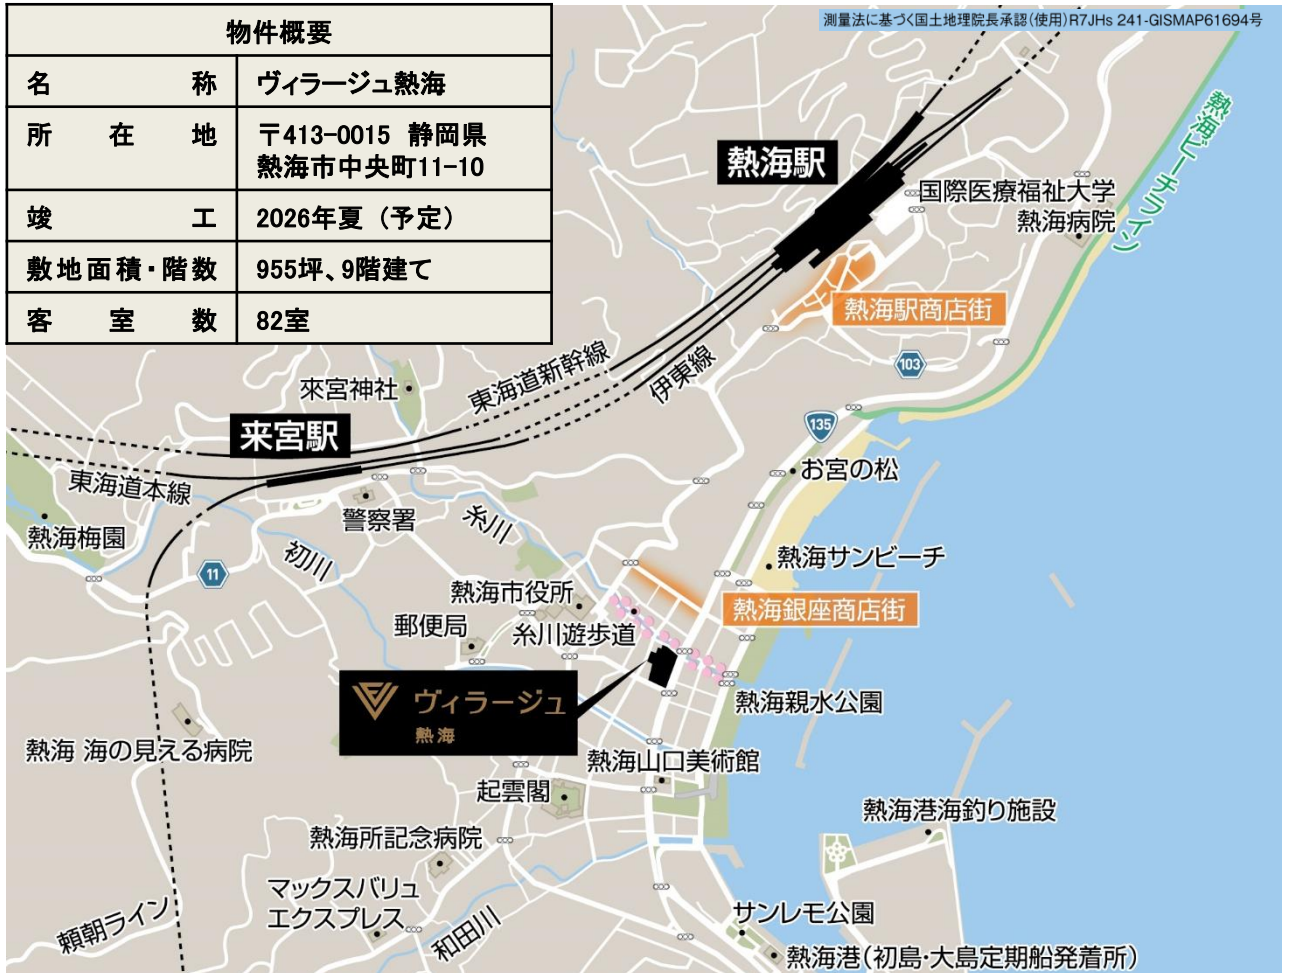 測量法に基づく国土地理院長承認(使用)R7JHs 241-GISMAP61694号
物件概要
名称 ヴィラージュ熱海
所在地 〒413-0015 静岡県
熱海市中央町11-10
竣工 2026年夏（予定）
敷地面積・階数 955坪、9階建て
客室数 82室
熱海ビーチライン
熱海駅
国際医療福祉大学
熱海病院
熱海駅商店街
103
東海道新幹線
伊東線
來宮神社
来宮駅
135
お宮の松
東海道本線
熱海梅園
警察署
糸川
初川
11
熱海サンビーチ
熱海市役所
熱海銀座商店街
郵便局
糸川遊歩道
ヴィラージュ
熱海
熱海親水公園
熱海 海の見える病院
熱海山口美術館
起雲閣
熱海港海釣り施設
熱海所記念病院
マックスバリュ
エクスプレス
頼朝ライン
和田川
サンレモ公園
熱海港(初島・大島定期船発着所)